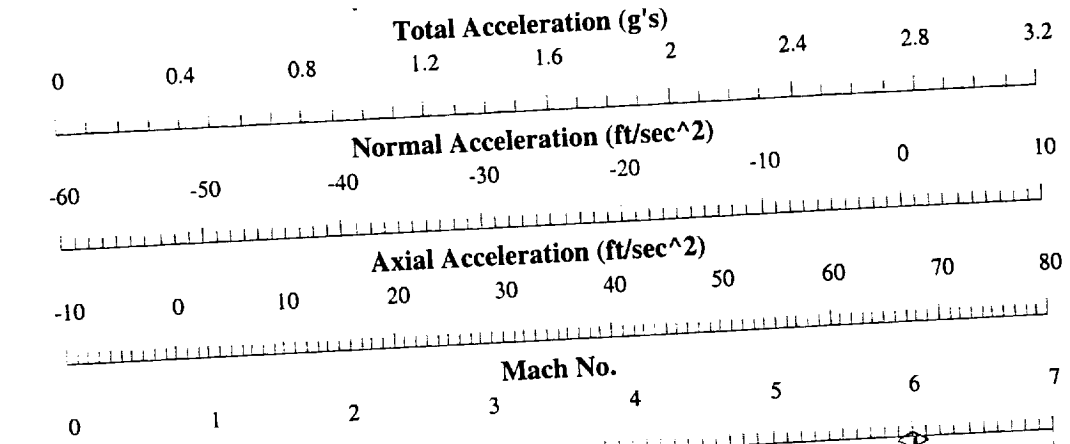 Total Acceleration (g's)
0 0.4 0.8 1.2 1.6 2 2.4 2.8 3.2
Normal Acceleration (ft/sec^2)
-60 -50 -40 -30 -20 -10 0 10
Axial Acceleration (ft/sec^2)
-10 0 10 20 30 40 50 60 70 80
Mach No.
0 1 2 3 4 5 6 7